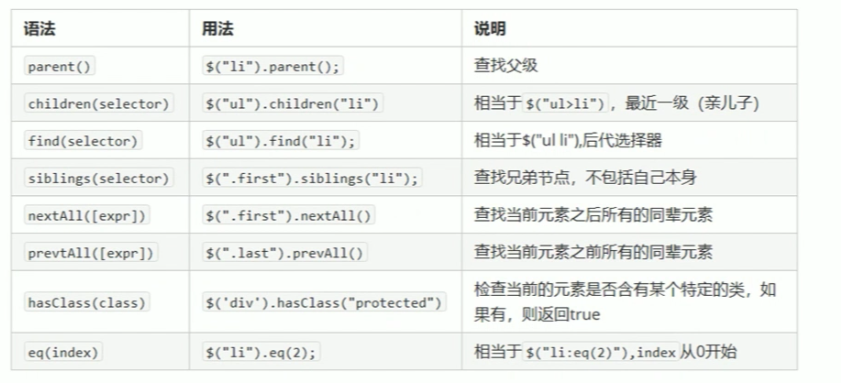 语法 用法 说明
parent() $("li").parent(); 查找父级
children(selector) $("ul").children("li") 相当于$("ul>li")，最近一级（亲儿子）
find(selector) $("ul").find("li"); 相当于$("ul li"),后代选择器
siblings(selector) $(".first").siblings("li"); 查找兄弟节点，不包括自己本身
nextAll([expr]) $(".first").nextAll() 查找当前元素之后所有的同辈元素
prevtAll([expr]) $(".last").prevAll() 查找当前元素之前所有的同辈元素
hasClass(class) $('div').hasClass("protected") 检查当前的元素是否含有某个特定的类，如
果有，则返回true
eq(index) $("li").eq(2); 相当于$("li:eq(2)"),index从0开始